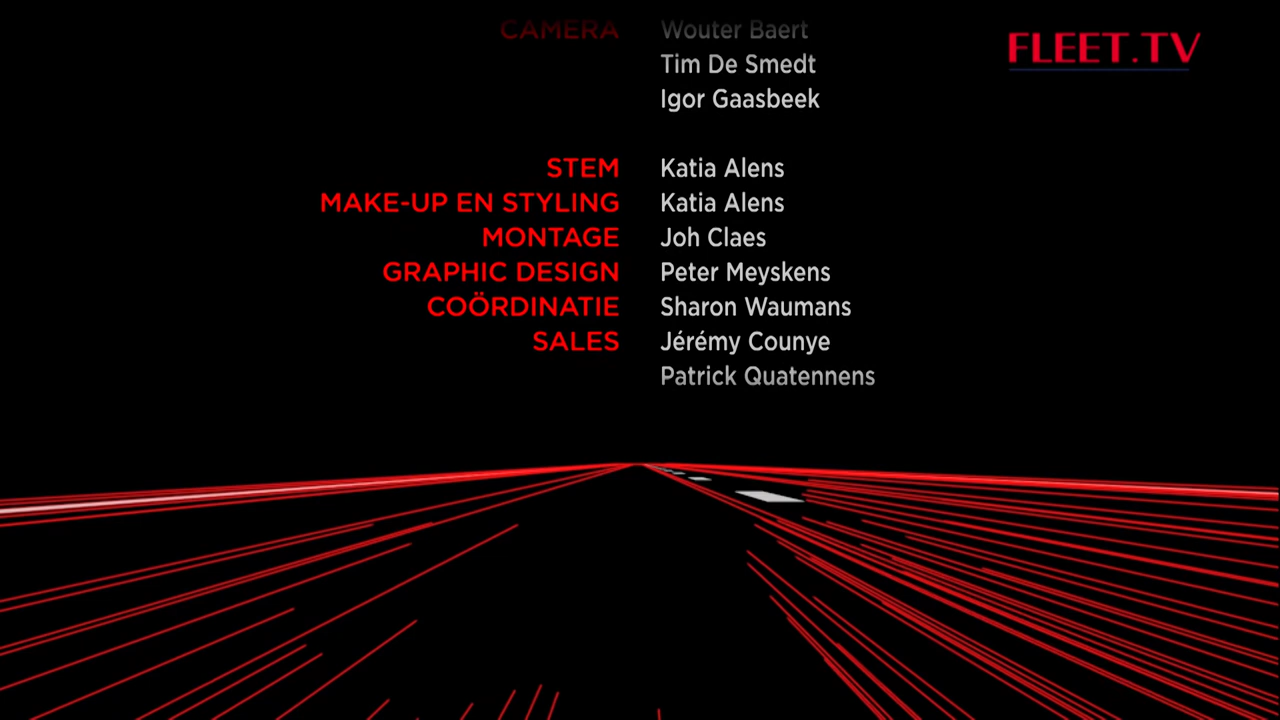 CAMERA Wouter Baert
FLEET.TV
Tim De Smedt
Igor Gaasbeek
STEM Katia Alens
MAKE-UP EN STYLING Katia Alens
MONTAGE Joh Claes
GRAPHIC DESIGN Peter Meyskens
COÖRDINATIE Sharon Waumans
SALES Jérémy Counye
Patrick Quatennens